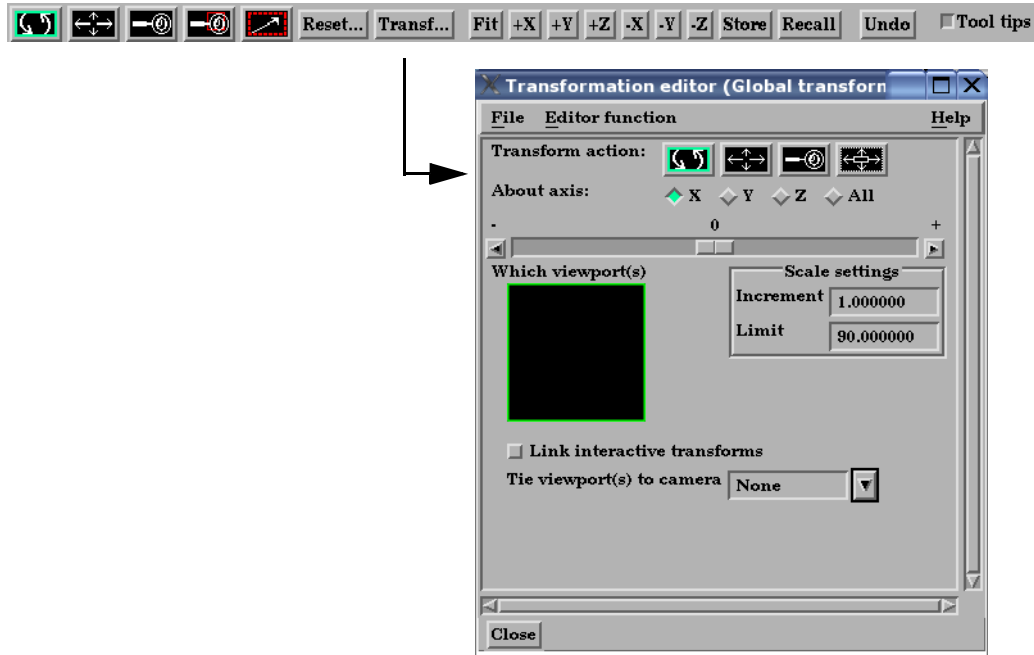 Reset... Transf... Fit +X +Y +Z -X -Y -Z Store Recall Undo Tool tips
Transformation editor (Global transforn
File Editor function Help
Transform action:
About axis: X Y Z All
- 0 +
Which viewport(s)
Scale settings
Increment 1.000000
Limit 90.000000
Link interactive transforms
Tie viewport(s) to camera None
Close